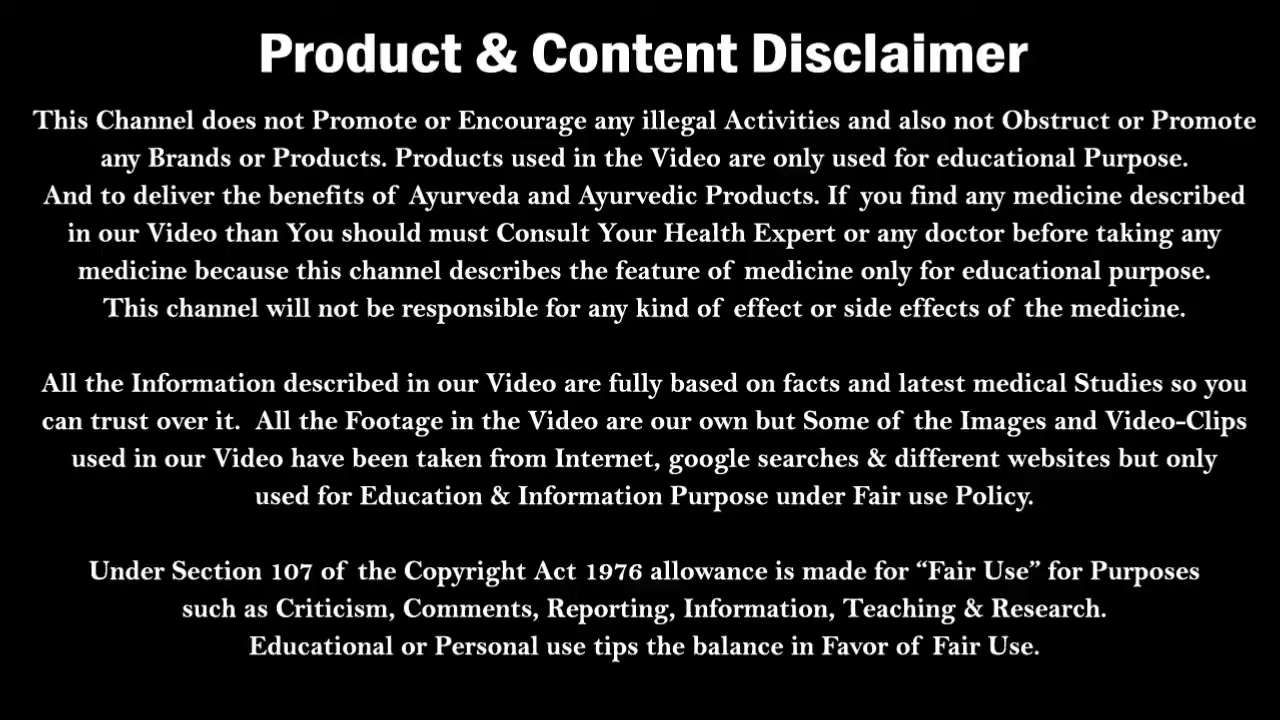 Product & Content Disclaimer
This Channel does not Promote or Encourage any illegal Activities and also not Obstruct or Promote
any Brands or Products. Products used in the Video are only used for educational Purpose.
And to deliver the benefits of Ayurveda and Ayurvedic Products. If you find any medicine described
in our Video than You should must Consult Your Health Expert or any doctor before taking any
medicine because this channel describes the feature of medicine only for educational purpose.
This channel will not be responsible for any kind of effect or side effects of the medicine.
All the Information described in our Video are fully based on facts and latest medical Studies so you
can trust over it. All the Footage in the Video are our own but Some of the Images and Video-Clips
used in our Video have been taken from Internet, google searches & different websites but only
used for Education & Information Purpose under Fair use Policy.
Under Section 107 of the Copyright Act 1976 allowance is made for “Fair Use” for Purposes
such as Criticism, Comments, Reporting, Information, Teaching & Research.
Educational or Personal use tips the balance in Favor of Fair Use.